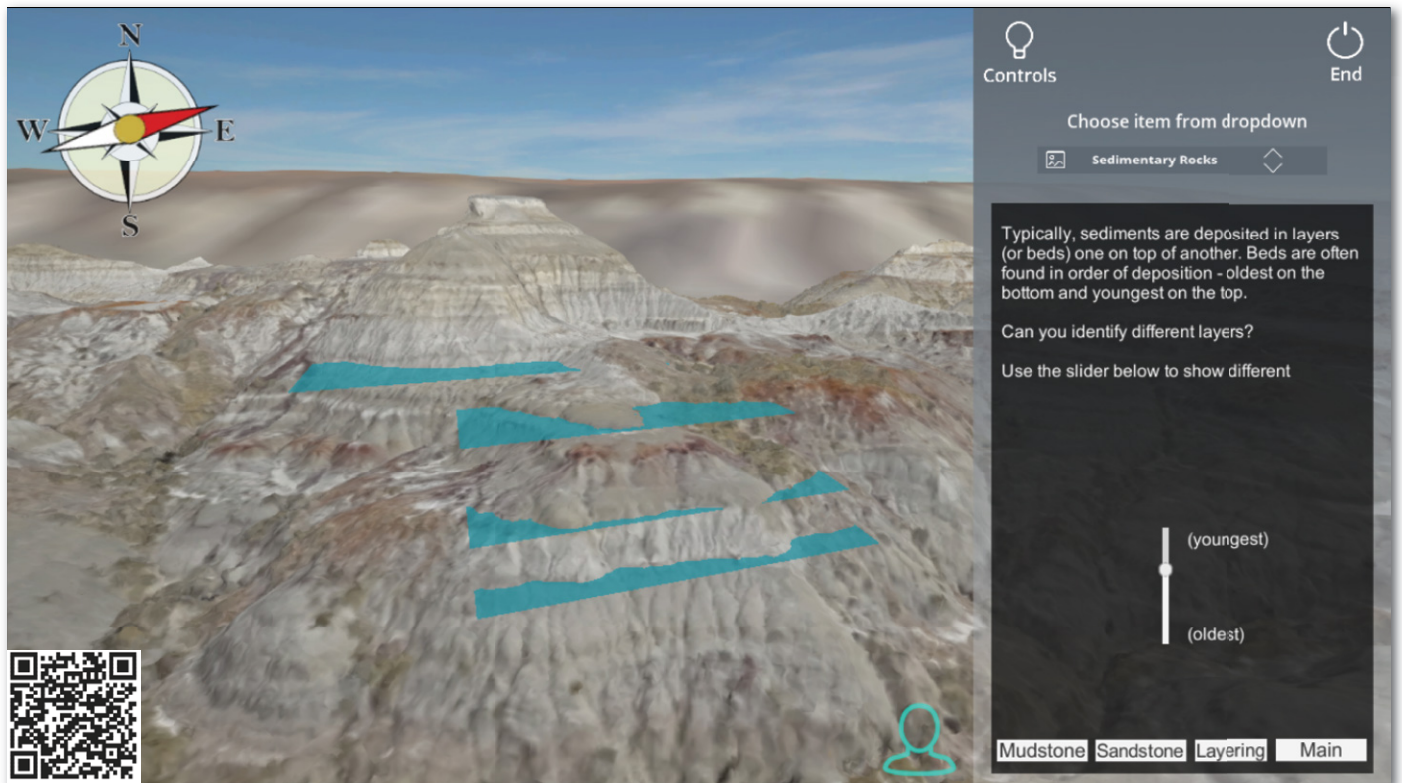 N
W
E
S
Controls
End
Choose item from dropdown
Sedimentary Rocks
Typically, sediments are deposited in layers
(or beds) one on top of another. Beds are often
found in order of deposition - oldest on the
bottom and youngest on the top.
Can you identify different layers?
Use the slider below to show different
(youngest)
(oldest)
Mudstone
Sandstone
Layering
Main